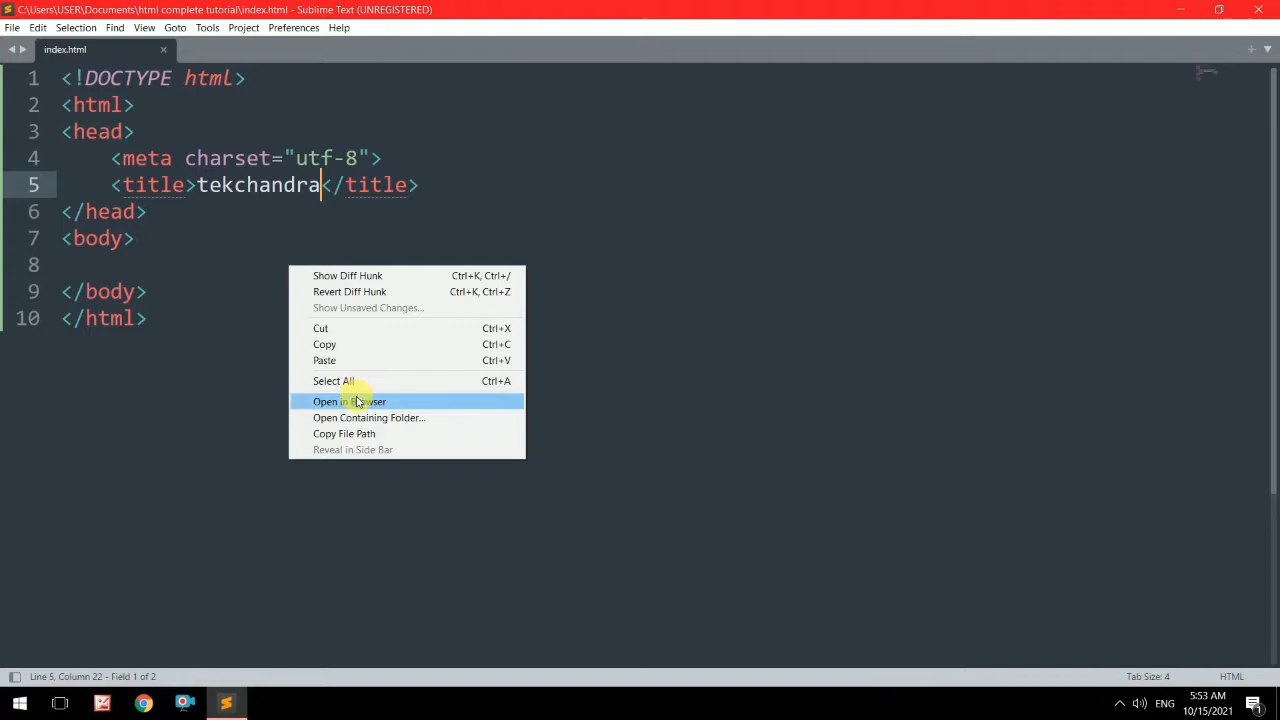 C:\Users\USER\Documents\html complete tutorial\index.html - Sublime Text (UNREGISTERED)
File Edit Selection Find View Goto Tools Project Preferences Help
index.html
1 <!DOCTYPE html>
2 <html>
3 <head>
4 <meta charset="utf-8">
5 <title>tekchandra</title>
6 </head>
7 <body>
8
9 </body>
10 </html>
Show Diff Hunk Ctrl+K, Ctrl+/
Revert Diff Hunk Ctrl+K, Ctrl+Z
Show Unsaved Changes...
Cut Ctrl+X
Copy Ctrl+C
Paste Ctrl+V
Select All Ctrl+A
Open in Browser
Open Containing Folder...
Copy File Path
Reveal in Side Bar
Line 5, Column 22 - Field 1 of 2 Tab Size: 4 HTML
ENG 5:53 AM
10/15/2021 1